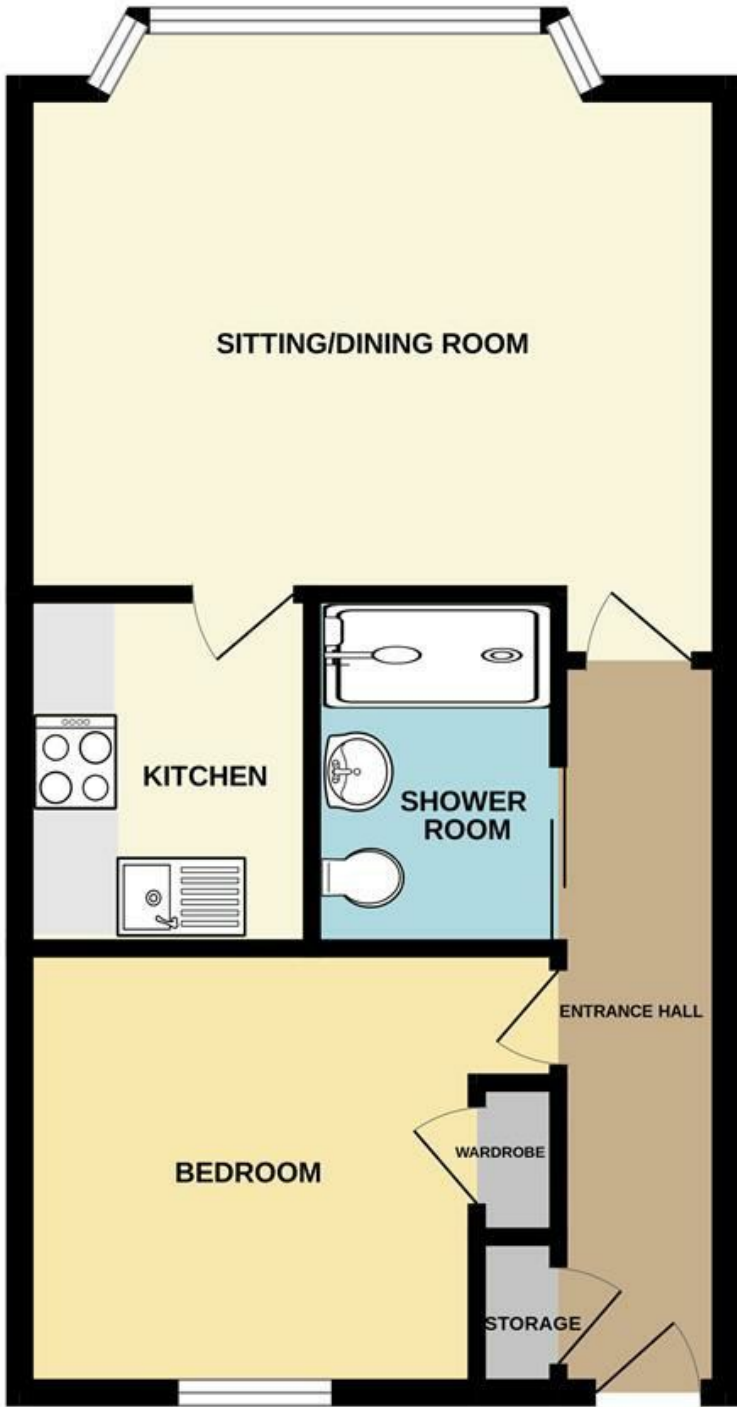 SITTING/DINING ROOM
KITCHEN
SHOWER
ROOM
ENTRANCE HALL
WARDROBE
BEDROOM
STORAGE